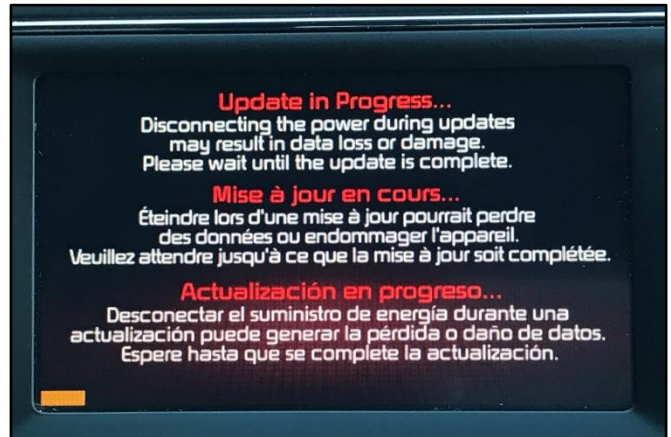 Update in Progress...
Disconnecting the power during updates
may result in data loss or damage.
Please wait until the update is complete.
Mise à jour en cours...
Éteindre lors d'une mise à jour pourrait perdre
des données ou endommager l'appareil.
Veuillez attendre jusqu'à ce que la mise à jour soit complétée.
Actualización en progreso...
Desconectar el suministro de energía durante una
actualización puede generar la pérdida o daño de datos.
Espere hasta que se complete la actualización.